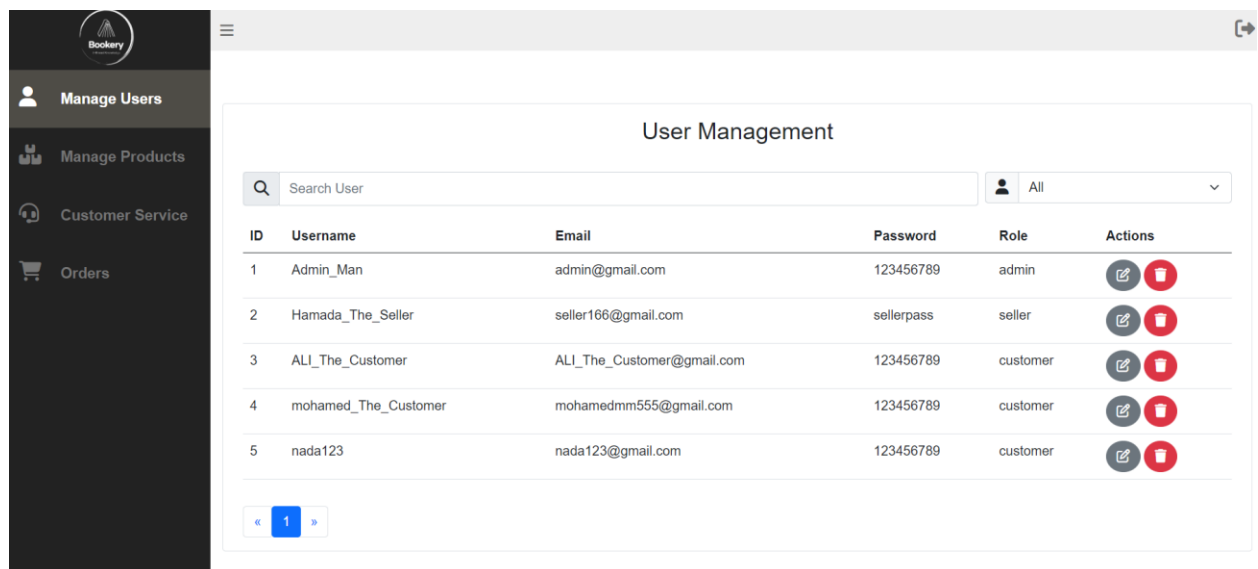 Bookery
Manage Users
Manage Products
Customer Service
Orders
User Management
Search User All
ID Username Email Password Role Actions
1 Admin_Man admin@gmail.com 123456789 admin
2 Hamada_The_Seller seller166@gmail.com sellerpass seller
3 ALI_The_Customer ALI_The_Customer@gmail.com 123456789 customer
4 mohamed_The_Customer mohamedmm555@gmail.com 123456789 customer
5 nada123 nada123@gmail.com 123456789 customer
« 1 »